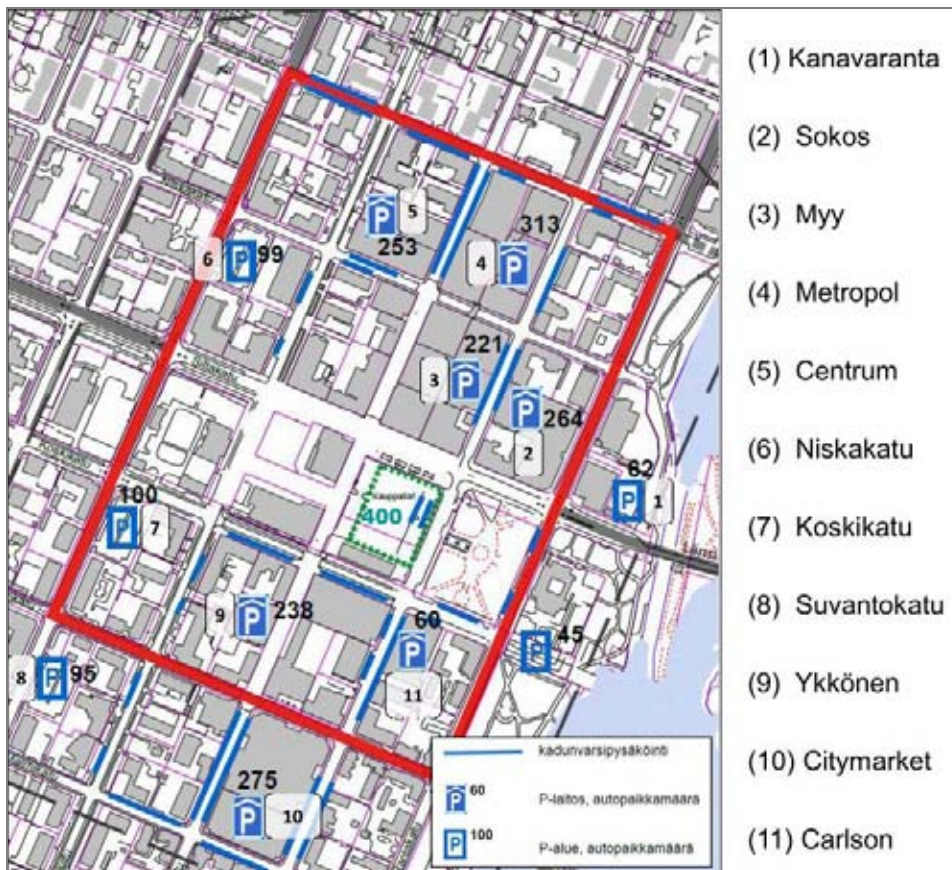 313
5
253
4
6
99
221
3
264
2
62
1
Kauppatori
400
100
7
9
238
60
45
8
95
11
275
10
kadunvarsipysäköinti
60
P-laitos, autopaikkamäärä
100
P-alue, autopaikkamäärä
(1) Kanavaranta
(2) Sokos
(3) Myy
(4) Metropol
(5) Centrum
(6) Niskakatu
(7) Koskikatu
(8) Suvantokatu
(9) Ykkönen
(10) Citymarket
(11) Carlson